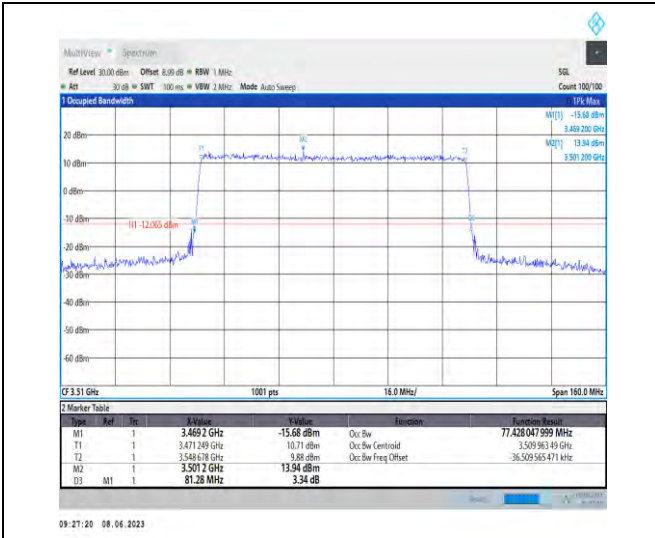 MultiView Spectrum
Ref Level 30.00 dBm Offset 8.99 dB RBW 1 MHz SGL
Att 30 dB SWT 100 ms VBW 2 MHz Mode Auto Sweep Count 100/100
1 Occupied Bandwidth 1Pk Max
M1[1] -15.68 dBm
3.469 200 GHz
M2[1] 13.94 dBm
3.501 200 GHz
20 dBm
T1 M2 T2
10 dBm
0 dBm
-10 dBm
H1 -12.065 dBm M1
-20 dBm
-30 dBm
-40 dBm
-50 dBm
-60 dBm
CF 3.51 GHz 1001 pts 16.0 MHz/ Span 160.0 MHz
2 Marker Table
Type Ref Trc X-Value Y-Value Function Function Result
M1 1 3.469 2 GHz -15.68 dBm Occ Bw 77.428 047 999 MHz
T1 1 3.471 249 GHz 10.71 dBm Occ Bw Centroid 3.509 963 49 GHz
T2 1 3.548 678 GHz 9.88 dBm Occ Bw Freq Offset -36.509 565 471 kHz
M2 1 3.501 2 GHz 13.94 dBm
D3 M1 1 81.28 MHz 3.34 dB
09:27:20 08.06.2023